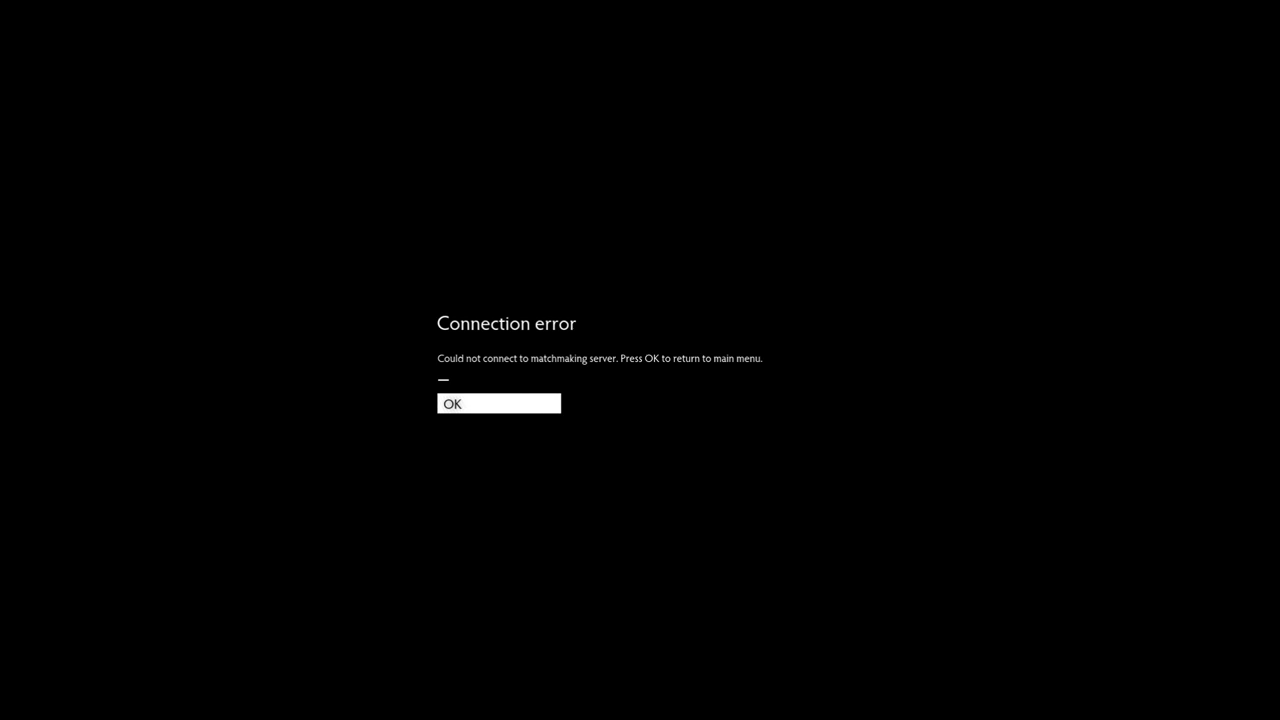 Connection error
Could not connect to matchmaking server. Press OK to return to main menu.
OK